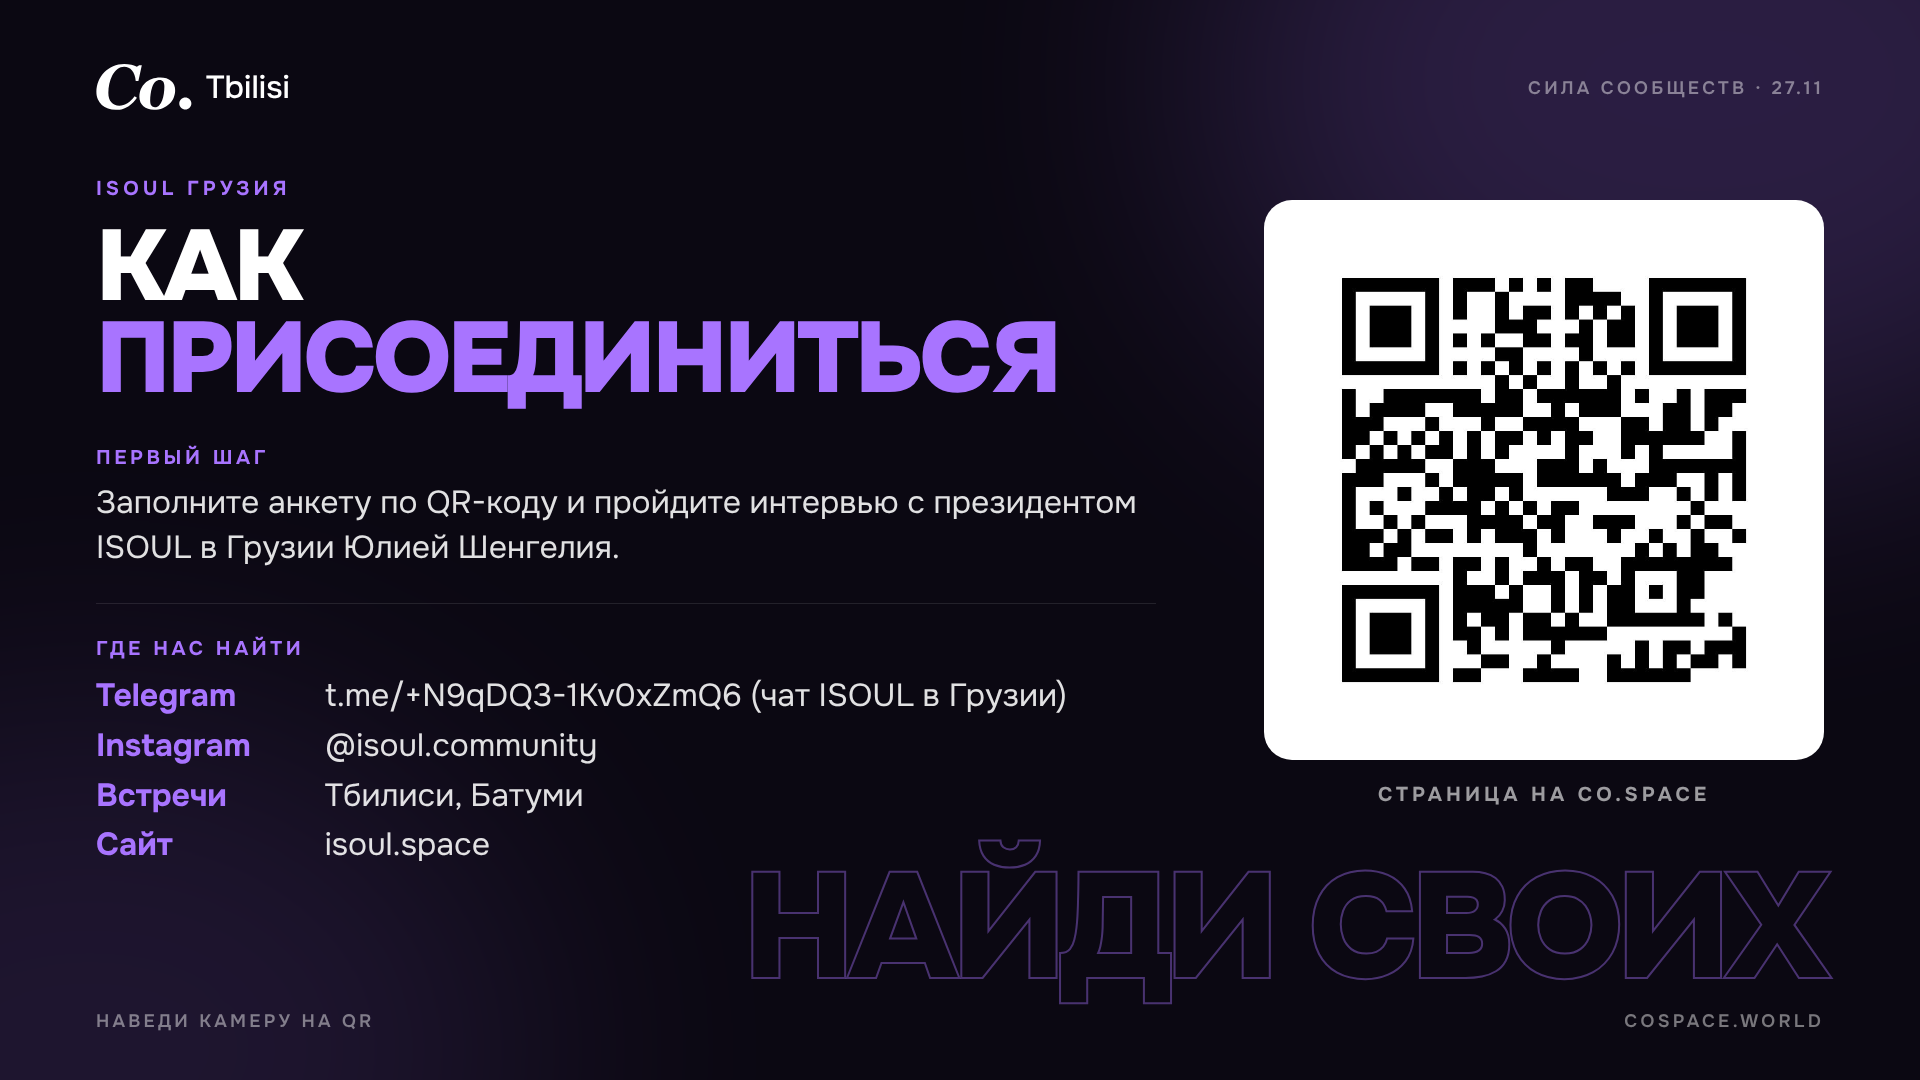 Co. Tbilisi
СИЛА СООБЩЕСТВ · 27.11
ISOUL ГРУЗИЯ
КАК
ПРИСОЕДИНИТЬСЯ
ПЕРВЫЙ ШАГ
Заполните анкету по QR-коду и пройдите интервью с президентом
ISOUL в Грузии Юлией Шенгелия.
ГДЕ НАС НАЙТИ
Telegram t.me/+N9qDQ3-1Kv0xZmQ6 (чат ISOUL в Грузии)
Instagram @isoul.community
Встречи Тбилиси, Батуми
Сайт isoul.space
СТРАНИЦА НА CO.SPACE
НАЙДИ СВОИХ
НАВЕДИ КАМЕРУ НА QR
COSPACE.WORLD